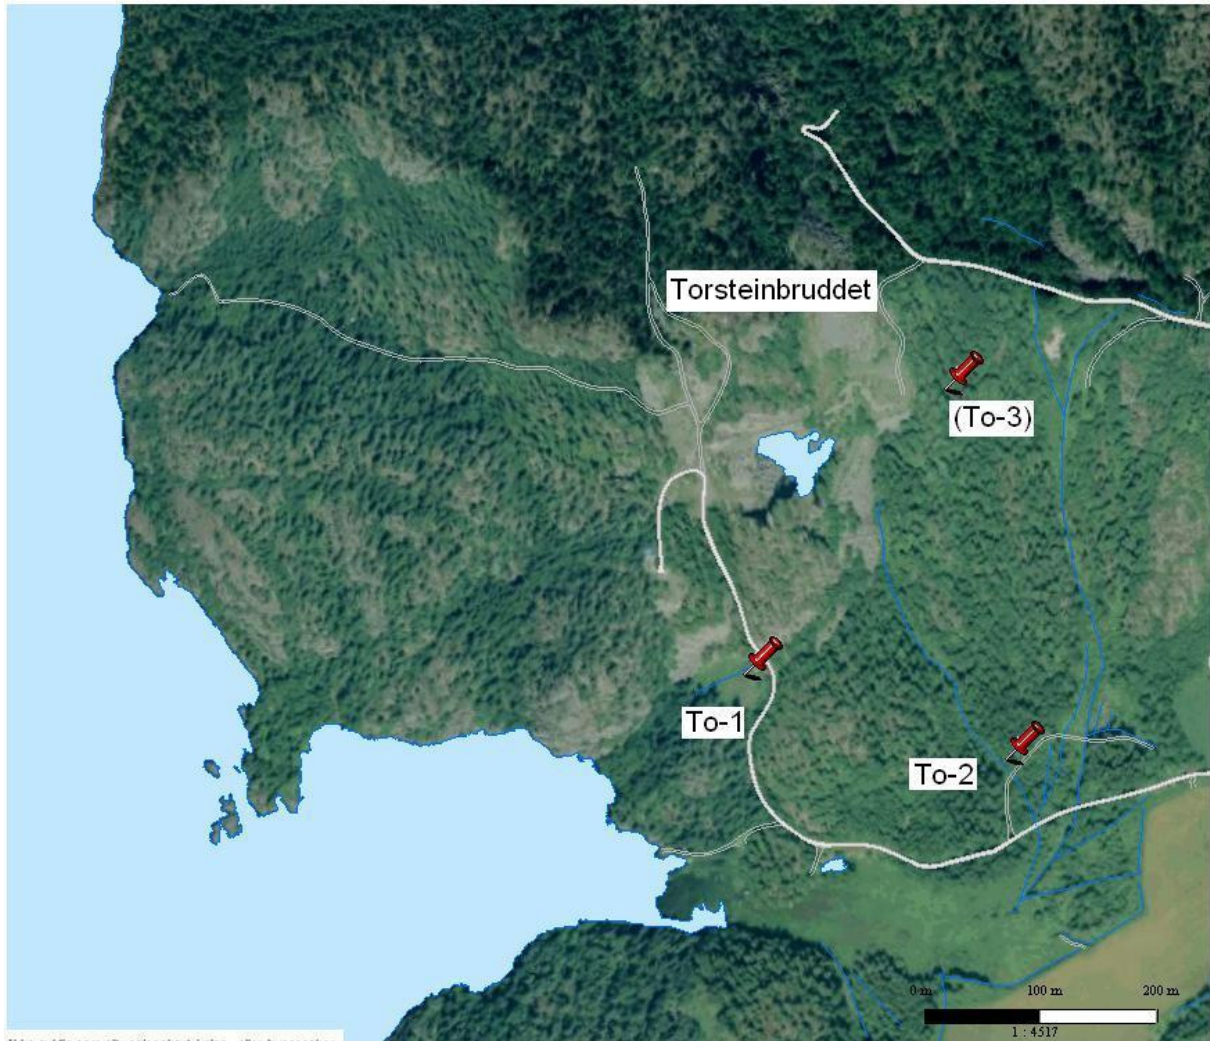 Torsteinbruddet
(To-3)
To-1
To-2
0 m 100 m 200 m
1 : 4517